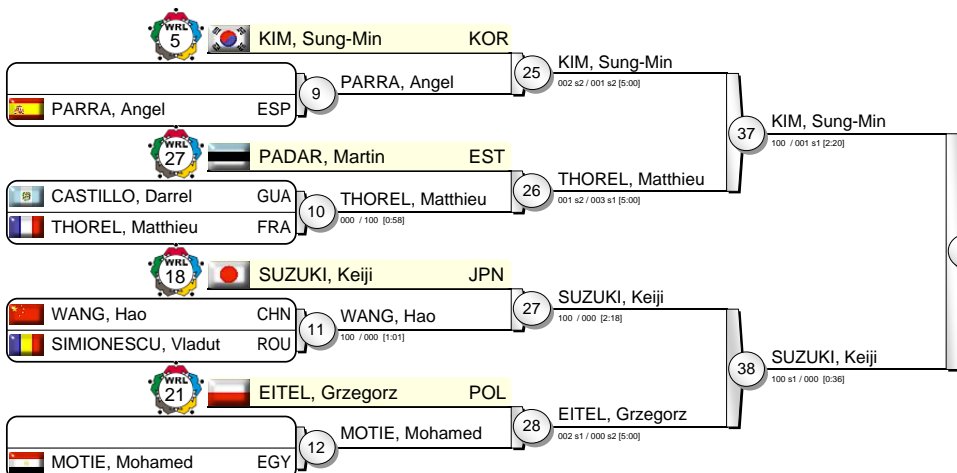 WRL
5
KIM, Sung-Min KOR
PARRA, Angel ESP
9
PARRA, Angel
25
KIM, Sung-Min
002 s2 / 001 s2 [5:00]
WRL
27
PADAR, Martin EST
CASTILLO, Darrel GUA
THOREL, Matthieu FRA
10
THOREL, Matthieu
000 / 100 [0:58]
26
THOREL, Matthieu
001 s2 / 003 s1 [5:00]
37
KIM, Sung-Min
100 / 001 s1 [2:20]
WRL
18
SUZUKI, Keiji JPN
WANG, Hao CHN
SIMIONESCU, Vladut ROU
11
WANG, Hao
100 / 000 [1:01]
27
SUZUKI, Keiji
100 / 000 [2:18]
WRL
21
EITEL, Grzegorz POL
MOTIE, Mohamed EGY
12
MOTIE, Mohamed
28
EITEL, Grzegorz
002 s1 / 000 s2 [5:00]
38
SUZUKI, Keiji
100 s1 / 000 [0:36]